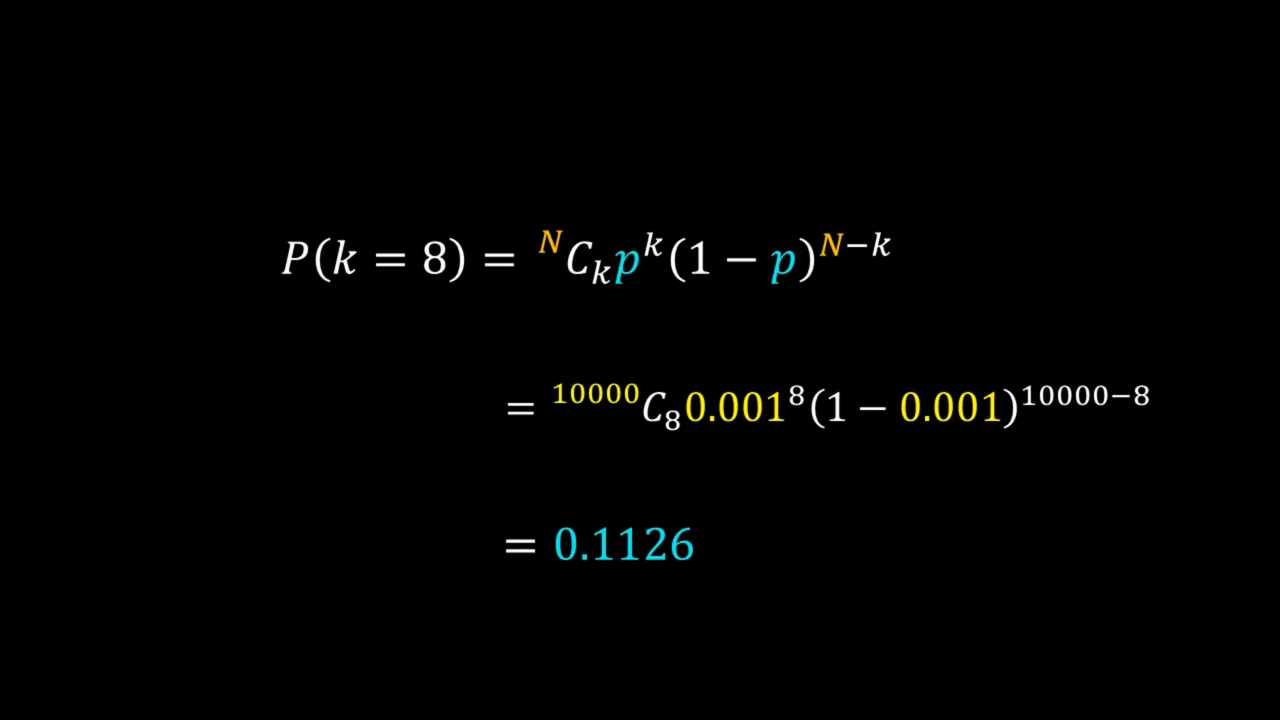 P(k = 8) = ᴺCₖpᵏ(1 − p)ᴺ⁻ᵏ
= ¹⁰⁰⁰⁰C₈0.001⁸(1 − 0.001)¹⁰⁰⁰⁰⁻⁸
= 0.1126